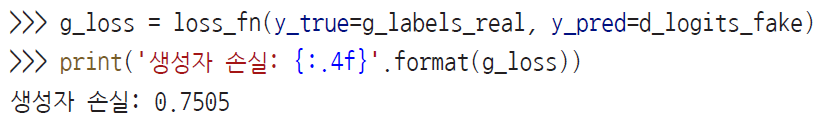 >>> g_loss = loss_fn(y_true=g_labels_real, y_pred=d_logits_fake)
>>> print('생성자 손실: {:.4f}'.format(g_loss))
생성자 손실: 0.7505